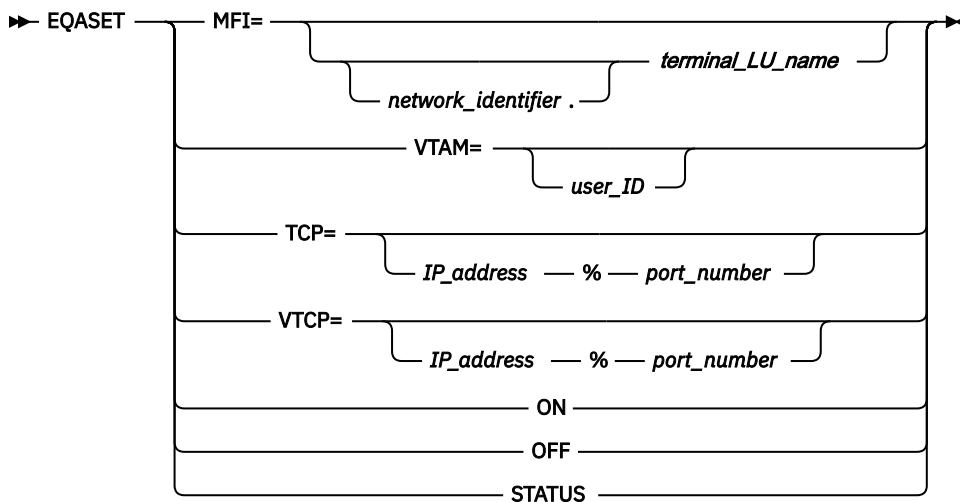 EQASET MFI=
terminal_LU_name
network_identifier .
VTAM=
user_ID
TCP=
IP_address % port_number
VTCP=
IP_address % port_number
ON
OFF
STATUS